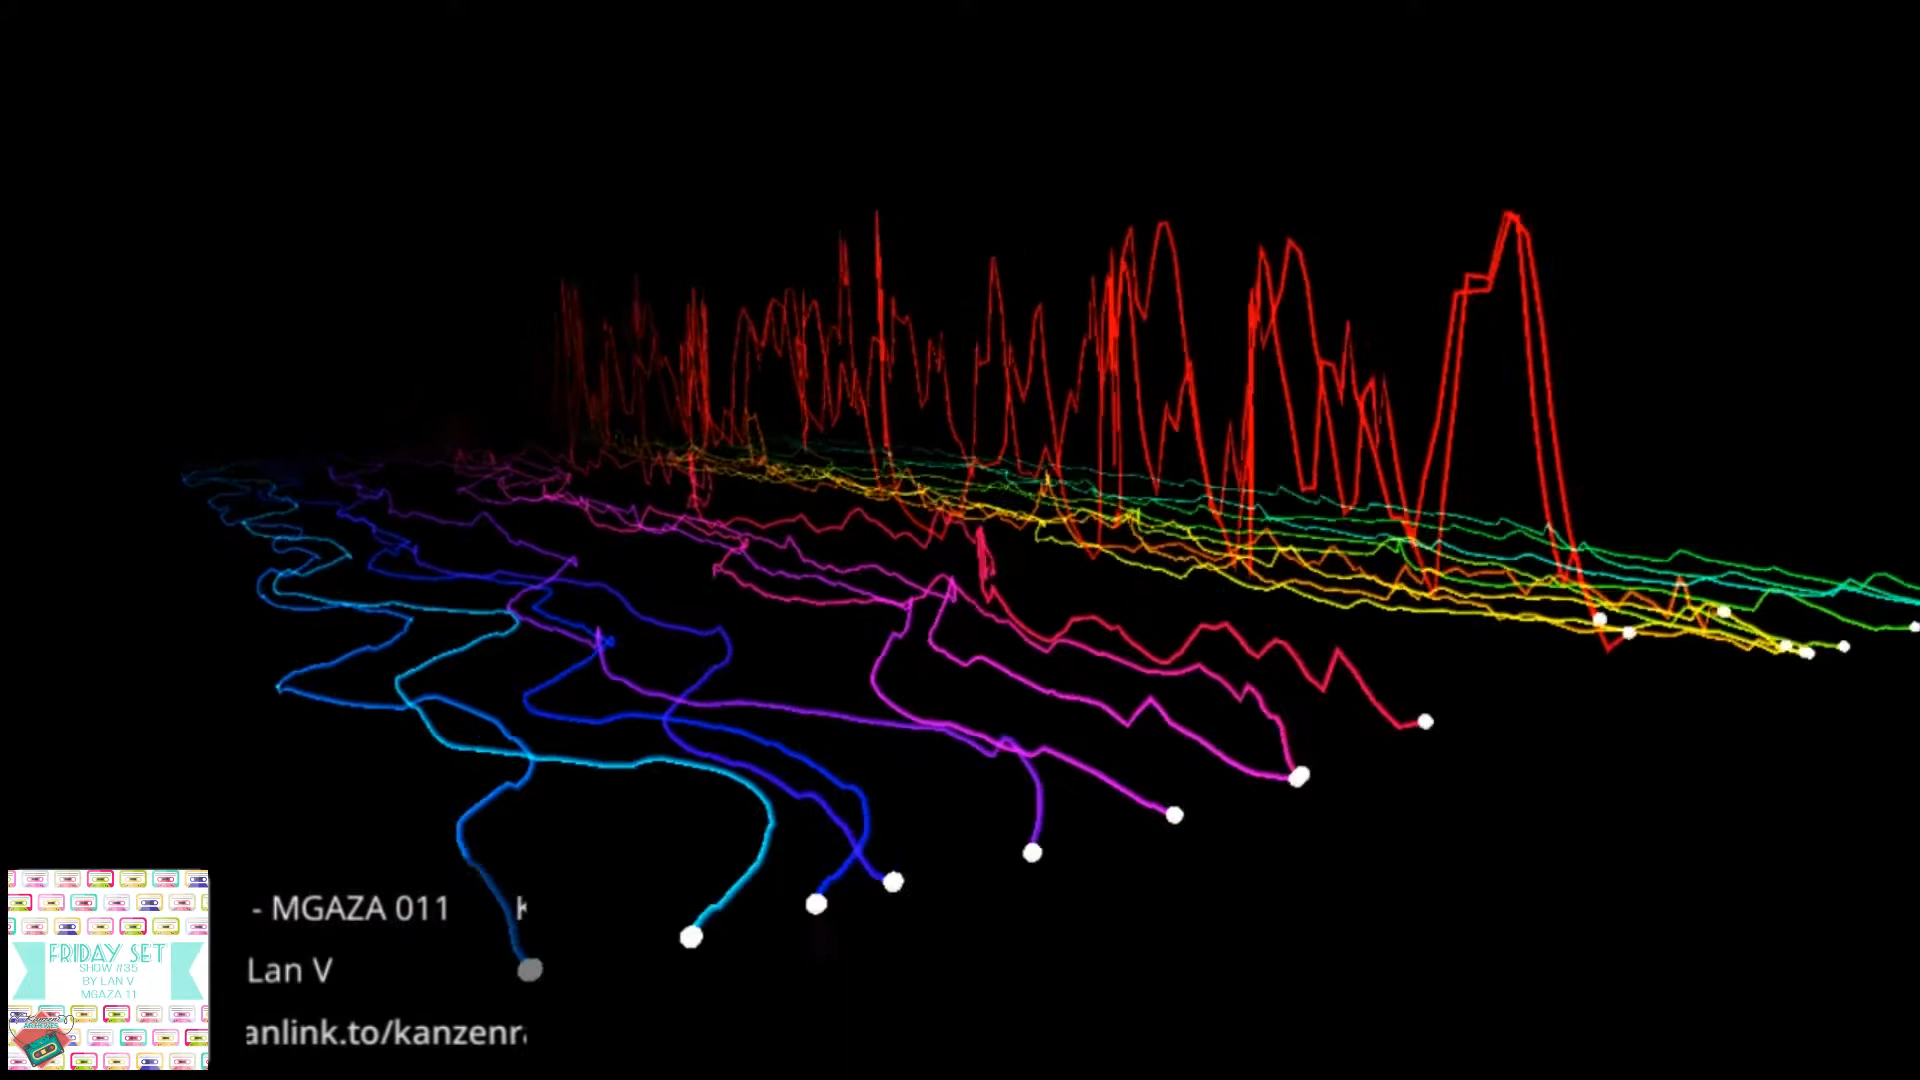 - MGAZA 011
Lan V
anlink.to/kanzenr
FRIDAY SET
SHOW #35
BY LAN V
MGAZA 11